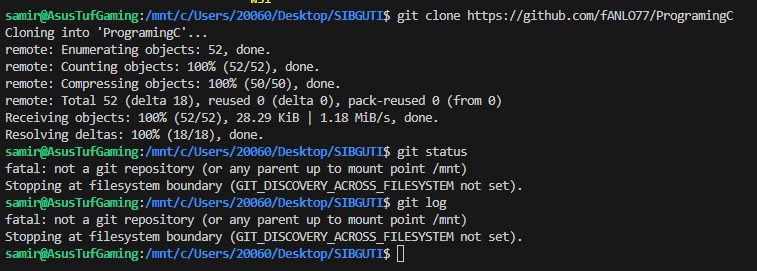 samir@AsusTufGaming:/mnt/c/Users/20060/Desktop/SIBGUTI$ git clone https://github.com/fANLO77/ProgramingC
Cloning into 'ProgramingC'...
remote: Enumerating objects: 52, done.
remote: Counting objects: 100% (52/52), done.
remote: Compressing objects: 100% (50/50), done.
remote: Total 52 (delta 18), reused 0 (delta 0), pack-reused 0 (from 0)
Receiving objects: 100% (52/52), 28.29 KiB | 1.18 MiB/s, done.
Resolving deltas: 100% (18/18), done.
samir@AsusTufGaming:/mnt/c/Users/20060/Desktop/SIBGUTI$ git status
fatal: not a git repository (or any parent up to mount point /mnt)
Stopping at filesystem boundary (GIT_DISCOVERY_ACROSS_FILESYSTEM not set).
samir@AsusTufGaming:/mnt/c/Users/20060/Desktop/SIBGUTI$ git log
fatal: not a git repository (or any parent up to mount point /mnt)
Stopping at filesystem boundary (GIT_DISCOVERY_ACROSS_FILESYSTEM not set).
samir@AsusTufGaming:/mnt/c/Users/20060/Desktop/SIBGUTI$